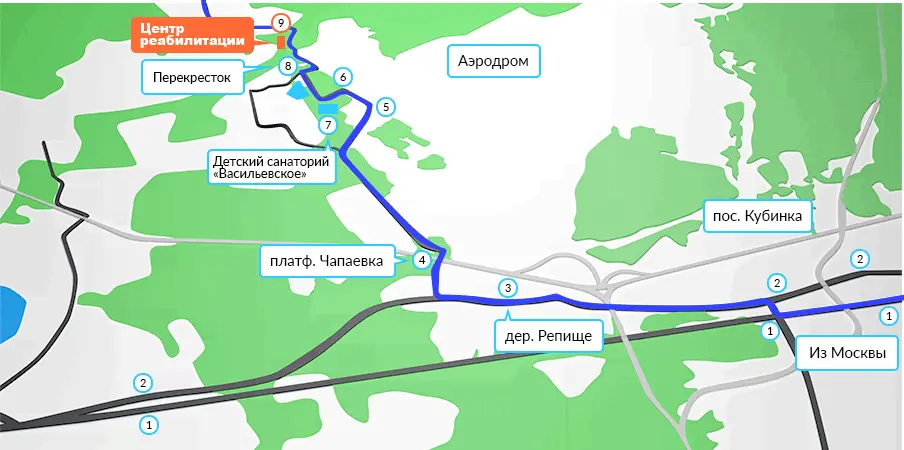 9
Центр
реабилитации
Аэродром
8
Перекресток
6
5
7
Детский санаторий
«Васильевское»
пос. Кубинка
4
платф. Чапаевка
2
3
1
1
дер. Репище
Из Москвы
2
2
1